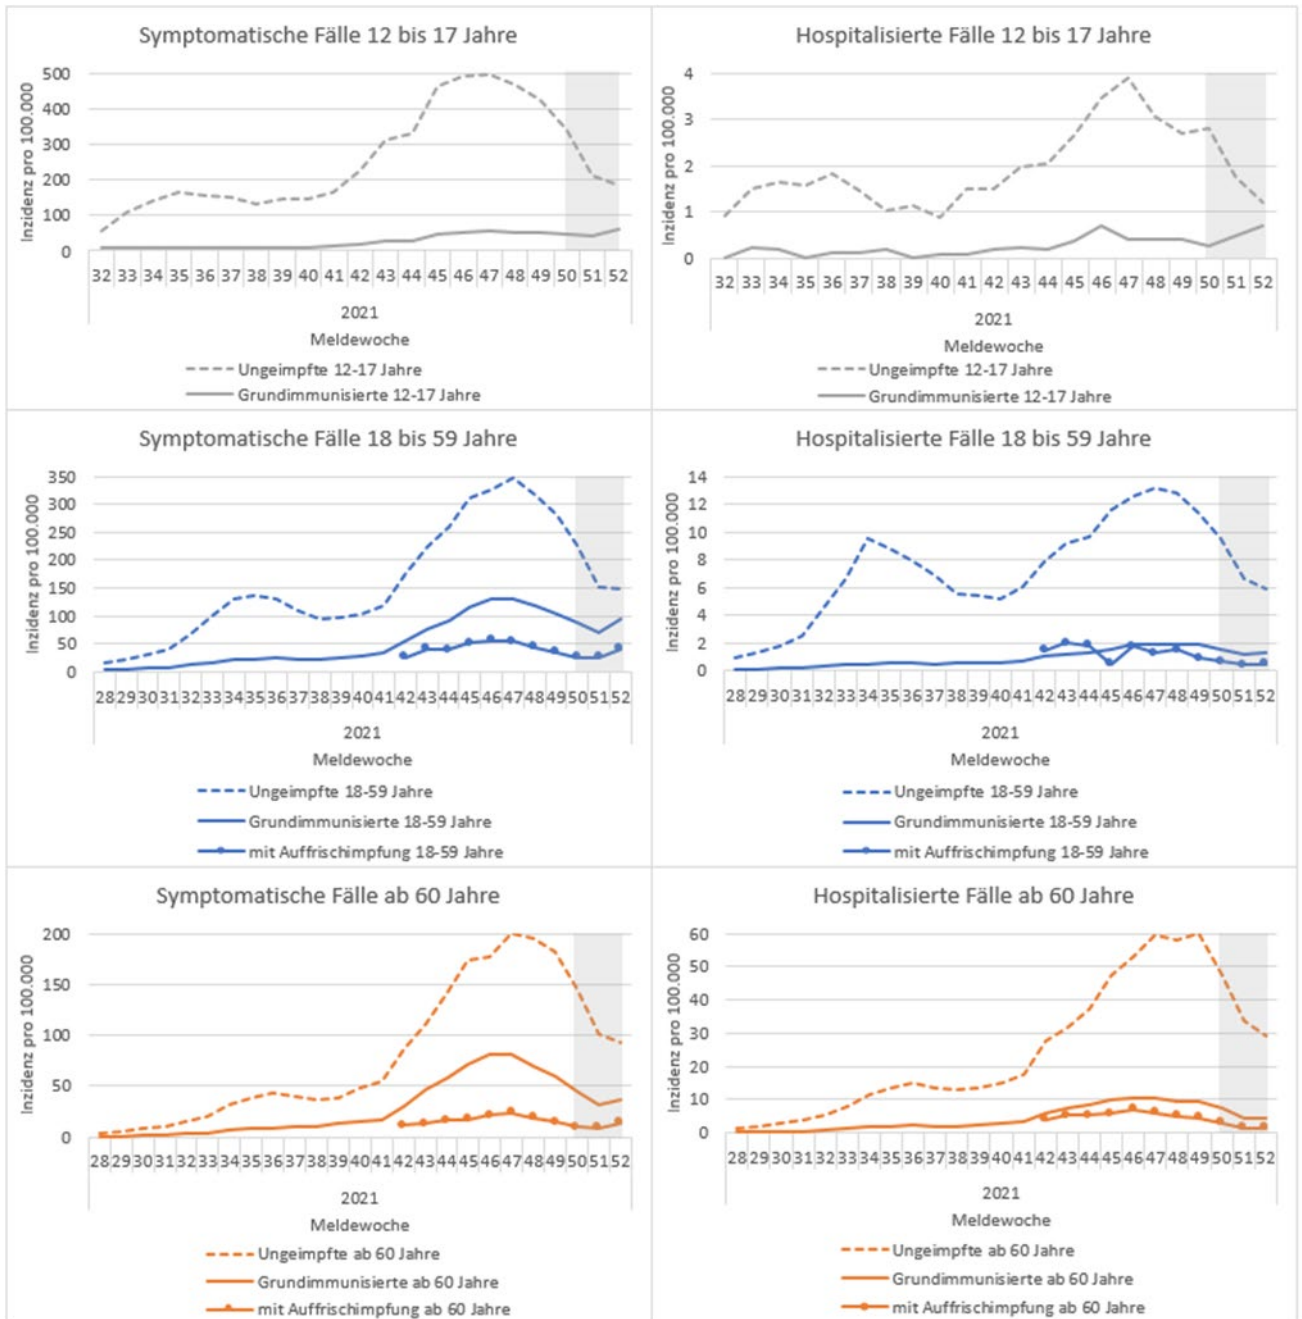 Symptomatische Fälle 12 bis 17 Jahre
Inzidenz pro 100.000
500
400
300
200
100
0
32 33 34 35 36 37 38 39 40 41 42 43 44 45 46 47 48 49 50 51 52
2021
Meldewoche
Ungeimpfte 12-17 Jahre
Grundimmunisierte 12-17 Jahre
Hospitalisierte Fälle 12 bis 17 Jahre
Inzidenz pro 100.000
4
3
2
1
0
32 33 34 35 36 37 38 39 40 41 42 43 44 45 46 47 48 49 50 51 52
2021
Meldewoche
Ungeimpfte 12-17 Jahre
Grundimmunisierte 12-17 Jahre
Symptomatische Fälle 18 bis 59 Jahre
Inzidenz pro 100.000
350
300
250
200
150
100
50
0
28 29 30 31 32 33 34 35 36 37 38 39 40 41 42 43 44 45 46 47 48 49 50 51 52
2021
Meldewoche
Ungeimpfte 18-59 Jahre
Grundimmunisierte 18-59 Jahre
mit Auffrischimpfung 18-59 Jahre
Hospitalisierte Fälle 18 bis 59 Jahre
Inzidenz pro 100.000
14
12
10
8
6
4
2
0
28 29 30 31 32 33 34 35 36 37 38 39 40 41 42 43 44 45 46 47 48 49 50 51 52
2021
Meldewoche
Ungeimpfte 18-59 Jahre
Grundimmunisierte 18-59 Jahre
mit Auffrischimpfung 18-59 Jahre
Symptomatische Fälle ab 60 Jahre
Inzidenz pro 100.000
200
150
100
50
0
28 29 30 31 32 33 34 35 36 37 38 39 40 41 42 43 44 45 46 47 48 49 50 51 52
2021
Meldewoche
Ungeimpfte ab 60 Jahre
Grundimmunisierte ab 60 Jahre
mit Auffrischimpfung ab 60 Jahre
Hospitalisierte Fälle ab 60 Jahre
Inzidenz pro 100.000
60
50
40
30
20
10
0
28 29 30 31 32 33 34 35 36 37 38 39 40 41 42 43 44 45 46 47 48 49 50 51 52
2021
Meldewoche
Ungeimpfte ab 60 Jahre
Grundimmunisierte ab 60 Jahre
mit Auffrischimpfung ab 60 Jahre